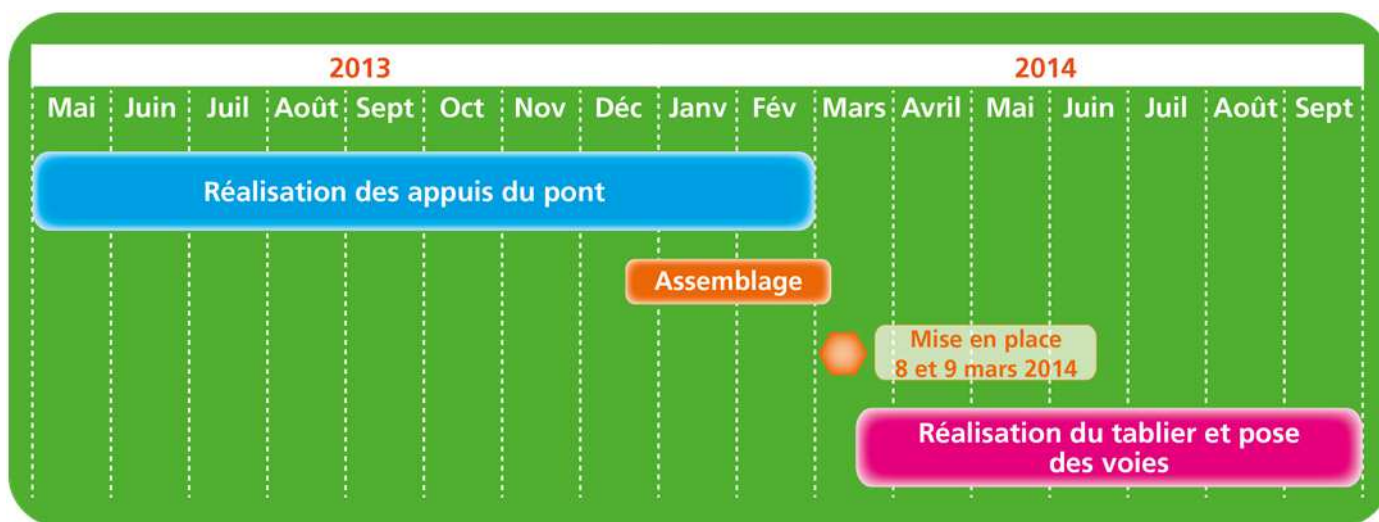 2013 2014
Mai Juin Juil Août Sept Oct Nov Déc Janv Fév Mars Avril Mai Juin Juil Août Sept
Réalisation des appuis du pont
Assemblage
Mise en place
8 et 9 mars 2014
Réalisation du tablier et pose
des voies